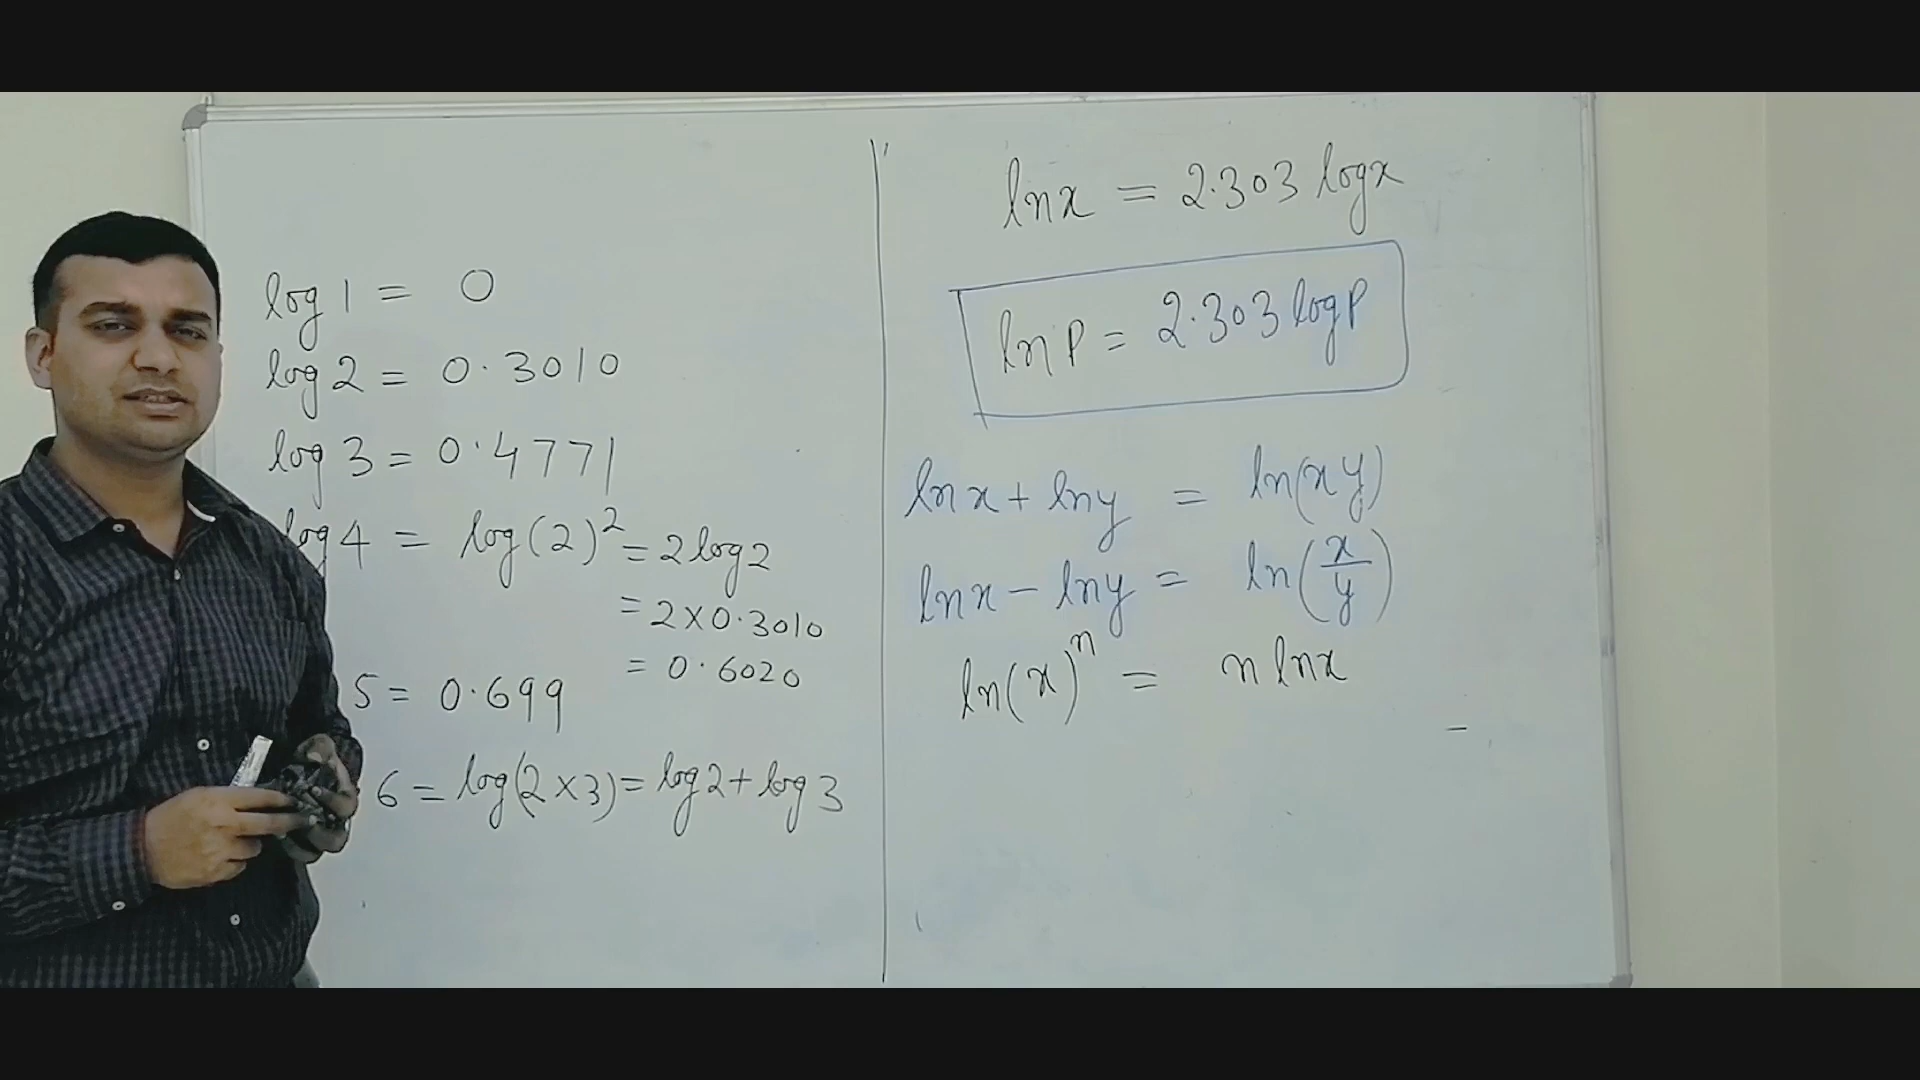 log 1 = 0
log 2 = 0.3010
log 3 = 0.4771
log 4 = log(2)² = 2 log 2
= 2×0.3010
= 0.6020
5 = 0.699
6 = log(2×3) = log 2 + log 3
ln x = 2.303 log x
ln P = 2.303 log P
ln x + ln y = ln(xy)
ln x − ln y = ln(x/y)
ln(x)ⁿ = n ln x